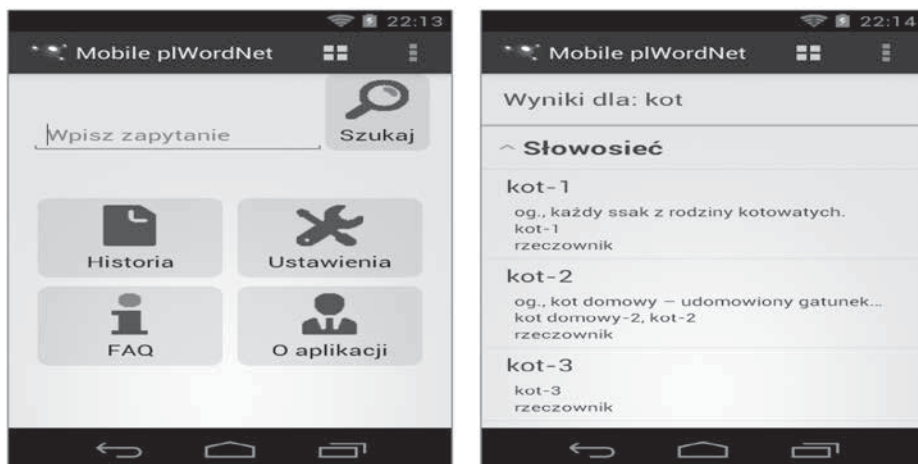 22:13
Mobile plWordNet
Wpisz zapytanie
Szukaj
Historia
Ustawienia
FAQ
O aplikacji
22:14
Mobile plWordNet
Wyniki dla: kot
Słowosieć
kot-1
og., każdy ssak z rodziny kotowatych.
kot-1
rzeczownik
kot-2
og., kot domowy – udomowiony gatunek...
kot domowy-2, kot-2
rzeczownik
kot-3
kot-3
rzeczownik